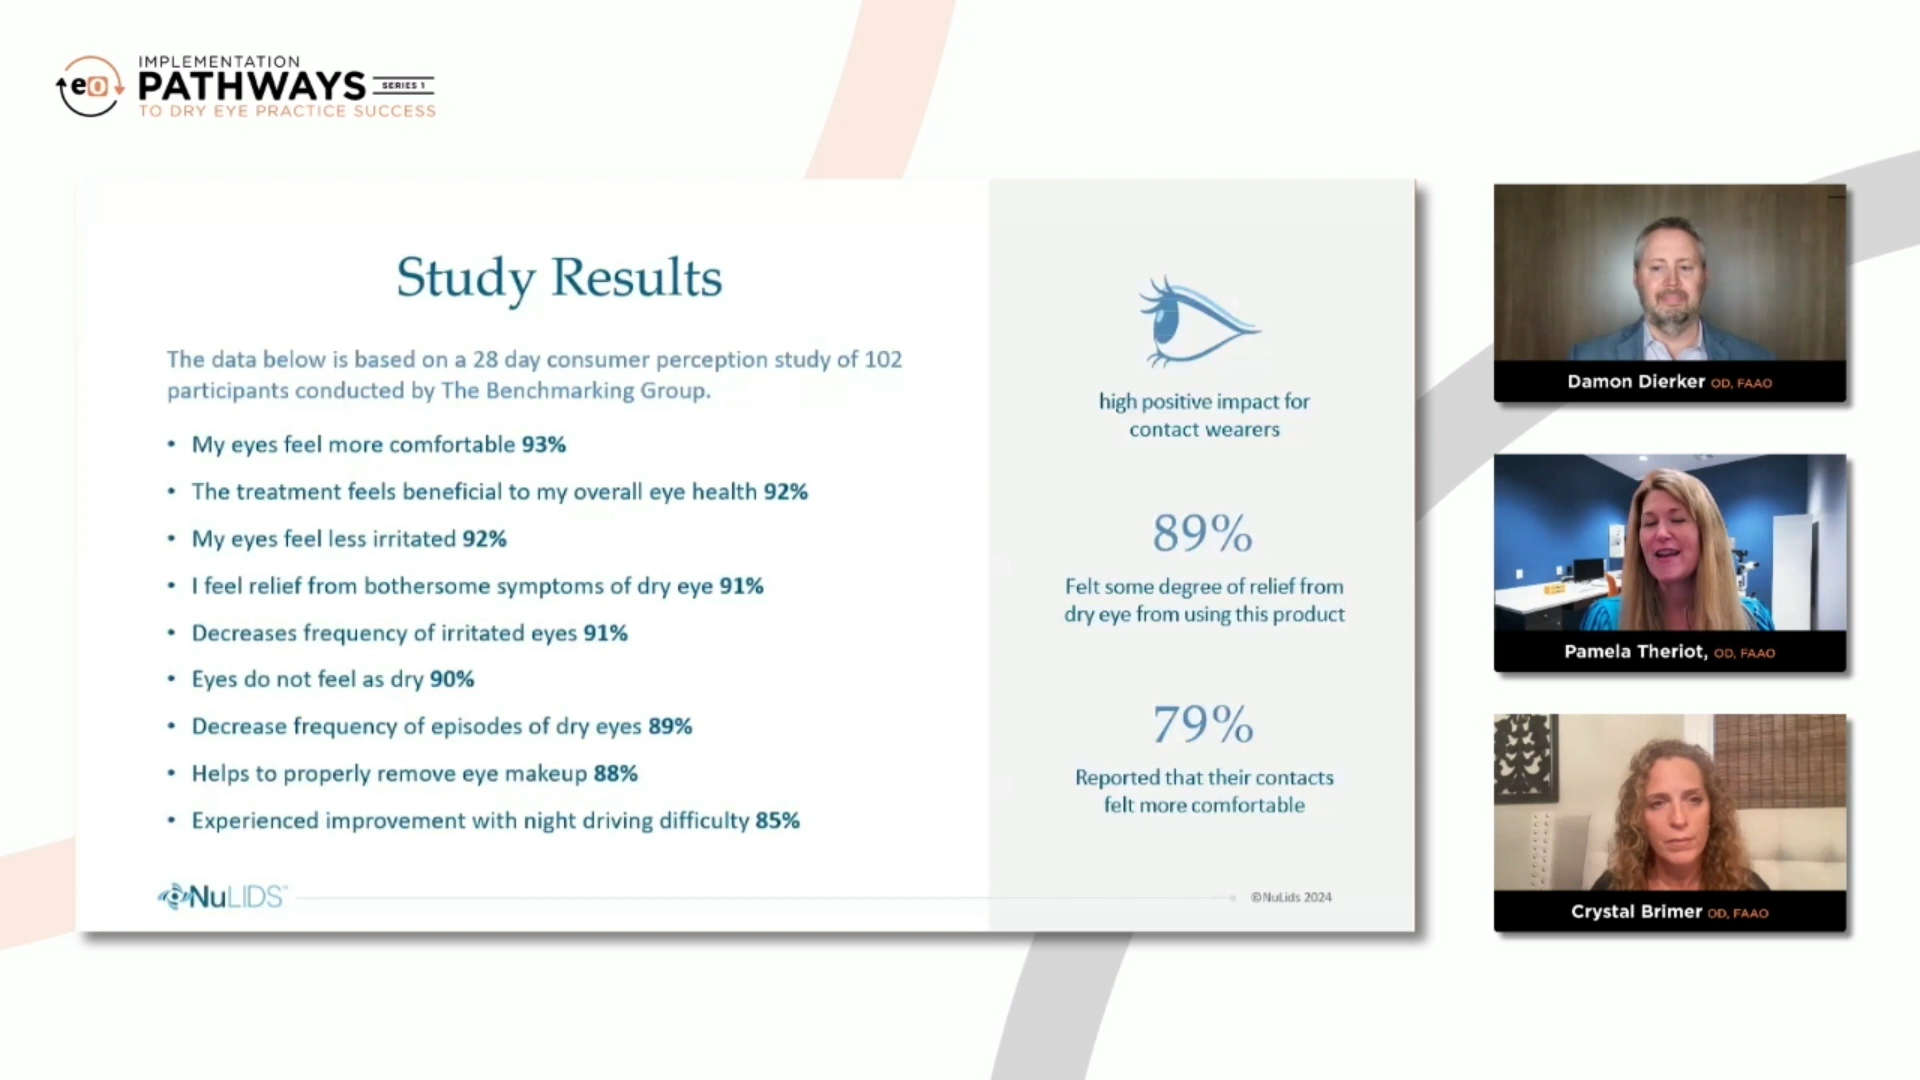 IMPLEMENTATION
eo PATHWAYS SERIES 1
TO DRY EYE PRACTICE SUCCESS
Study Results
The data below is based on a 28 day consumer perception study of 102
participants conducted by The Benchmarking Group.
• My eyes feel more comfortable 93%
• The treatment feels beneficial to my overall eye health 92%
• My eyes feel less irritated 92%
• I feel relief from bothersome symptoms of dry eye 91%
• Decreases frequency of irritated eyes 91%
• Eyes do not feel as dry 90%
• Decrease frequency of episodes of dry eyes 89%
• Helps to properly remove eye makeup 88%
• Experienced improvement with night driving difficulty 85%
NuLIDS™
high positive impact for
contact wearers
89%
Felt some degree of relief from
dry eye from using this product
79%
Reported that their contacts
felt more comfortable
©NuLids 2024
Damon Dierker OD, FAAO
Pamela Theriot, OD, FAAO
Crystal Brimer OD, FAAO